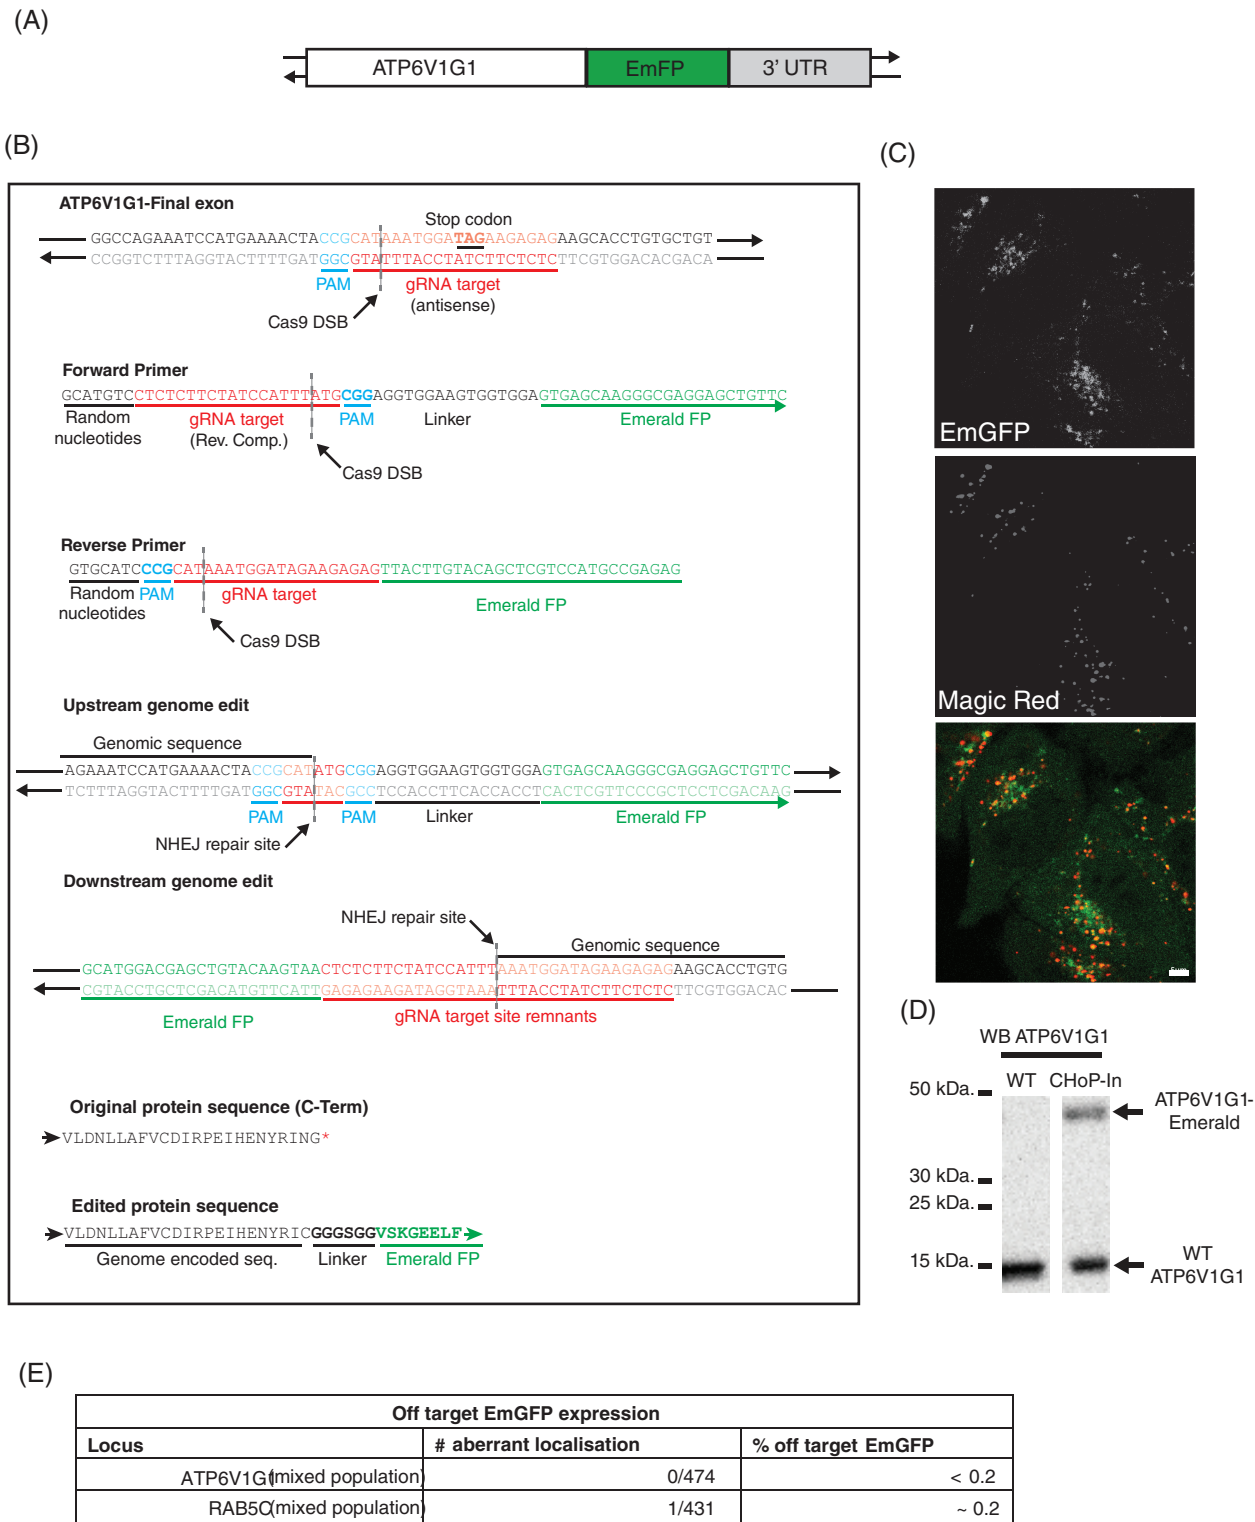 (A)
ATP6V1G1 EmFP 3' UTR
(B)
ATP6V1G1-Final exon
Stop codon
GGCCAGAAATCCATGAAAACTACCGCATAAATGGATAGAAGAGAGAAGCACCTGTGCTGT
CCGGTCTTTAGGTACTTTTGATGGCGTATTTACCTATCTTCTCTCTTCGTGGACACGACA
PAM gRNA target
(antisense)
Cas9 DSB
Forward Primer
GCATGTCCTCTCTTCTATCCATTTATGCGGAGGTGGAAGTGGTGGAGTGAGCAAGGGCGAGGAGCTGTTC
Random nucleotides
gRNA target
(Rev. Comp.)
PAM
Linker
Emerald FP
Cas9 DSB
Reverse Primer
GTGCATCCCGCATAAATGGATAGAAGAGAGTTACTTGTACAGCTCGTCCATGCCGAGAG
Random nucleotides
PAM
gRNA target
Emerald FP
Cas9 DSB
Upstream genome edit
Genomic sequence
AGAAATCCATGAAAACTACCGCATATGCGGAGGTGGAAGTGGTGGAGTGAGCAAGGGCGAGGAGCTGTTC
TCTTTAGGTACTTTTGATGGCGTATACGCCTCCACCTTCACCACCTCACTCGTTCCCGCTCCTCGACAAG
PAM PAM Linker Emerald FP
NHEJ repair site
Downstream genome edit
NHEJ repair site
Genomic sequence
GCATGGACGAGCTGTACAAGTAACTCTCTTCTATCCATTTAAATGGATAGAAGAGAGAAGCACCTGTG
CGTACCTGCTCGACATGTTCATTGAGAGAAGATAGGTAAATTTACCTATCTTCTCTCTTCGTGGACAC
Emerald FP gRNA target site remnants
Original protein sequence (C-Term)
VLDNLLAFVCDIRPEIHENYRING*
Edited protein sequence
VLDNLLAFVCDIRPEIHENYRICGGGSGGVSKGEELF
Genome encoded seq. Linker Emerald FP
(C)
EmGFP
Magic Red
5μm
(D)
WB ATP6V1G1
WT CHoP-In
50 kDa.
ATP6V1G1-
Emerald
30 kDa.
25 kDa.
15 kDa.
WT
ATP6V1G1
(E)
Off target EmGFP expression
Locus # aberrant localisation % off target EmGFP
ATP6V1G1(mixed population) 0/474 < 0.2
RAB5C(mixed population) 1/431 ~ 0.2